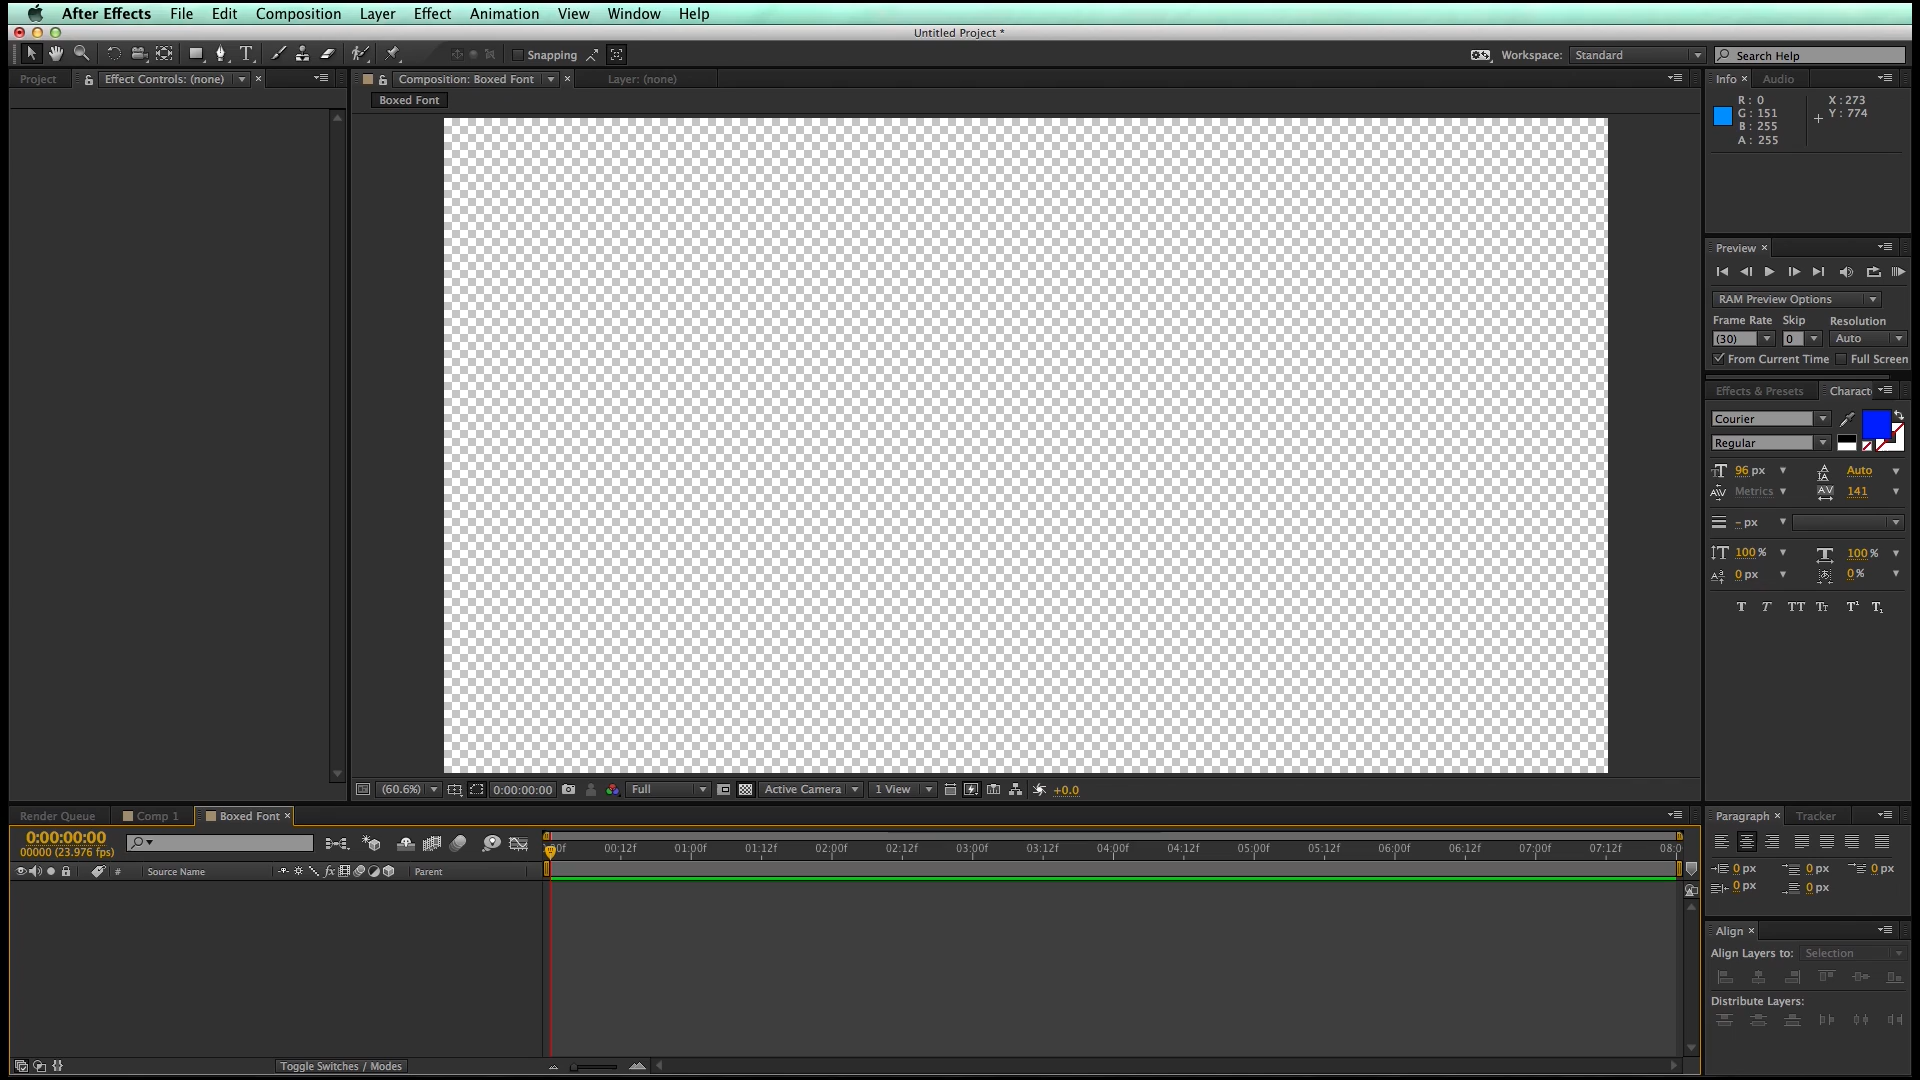 After Effects File Edit Composition Layer Effect Animation View Window Help
Untitled Project *
Snapping
Workspace: Standard
Search Help
Project Effect Controls: (none) ×
Composition: Boxed Font × Layer: (none)
Boxed Font
Info × Audio
R: 0
G: 151
B: 255
A: 255
X: 273
Y: 774
Preview ×
RAM Preview Options
Frame Rate Skip Resolution
(30) 0 Auto
From Current Time Full Screen
Effects & Presets Charact
Courier
Regular
96 px Auto
Metrics 141
- px
100 % 100 %
0 px 0 %
T T TT TT T¹ T₁
(60.6%) 0:00:00:00 Full Active Camera 1 View +0.0
Render Queue Comp 1 Boxed Font ×
0:00:00:00
00000 (23.976 fps)
# Source Name fx Parent
00f 00:12f 01:00f 01:12f 02:00f 02:12f 03:00f 03:12f 04:00f 04:12f 05:00f 05:12f 06:00f 06:12f 07:00f 07:12f 08:0
Toggle Switches / Modes
Paragraph × Tracker
0 px 0 px 0 px
0 px 0 px
Align ×
Align Layers to: Selection
Distribute Layers: